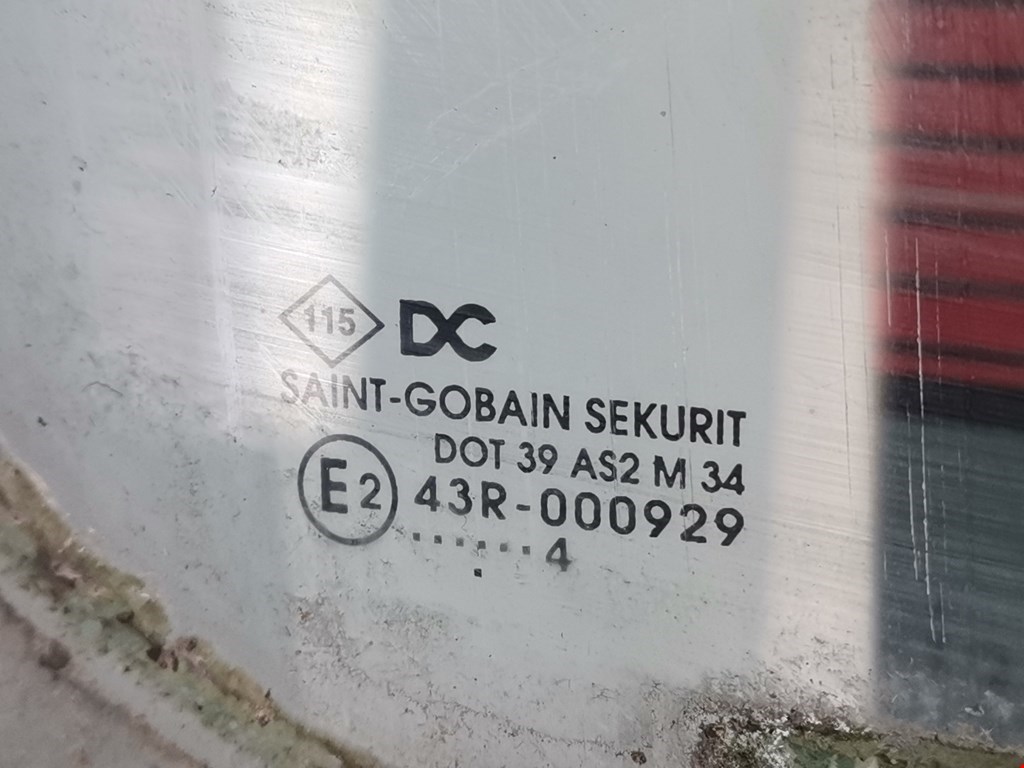 115 DC
SAINT-GOBAIN SEKURIT
DOT 39 AS2 M 34
E2 43R-000929
.......4
.